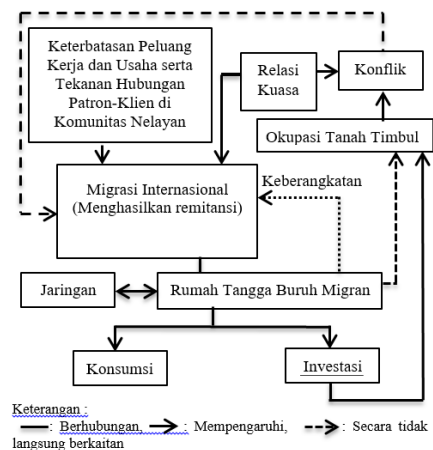 Keterbatasan Peluang
Kerja dan Usaha serta
Tekanan Hubungan
Patron-Klien di
Komunitas Nelayan
Relasi
Kuasa
Konflik
Okupasi Tanah Timbul
Migrasi Internasional
(Menghasilkan remitansi)
Keberangkatan
Jaringan
Rumah Tangga Buruh Migran
Konsumsi
Investasi
Keterangan :
: Berhubungan, : Mempengaruhi, : Secara tidak
langsung berkaitan